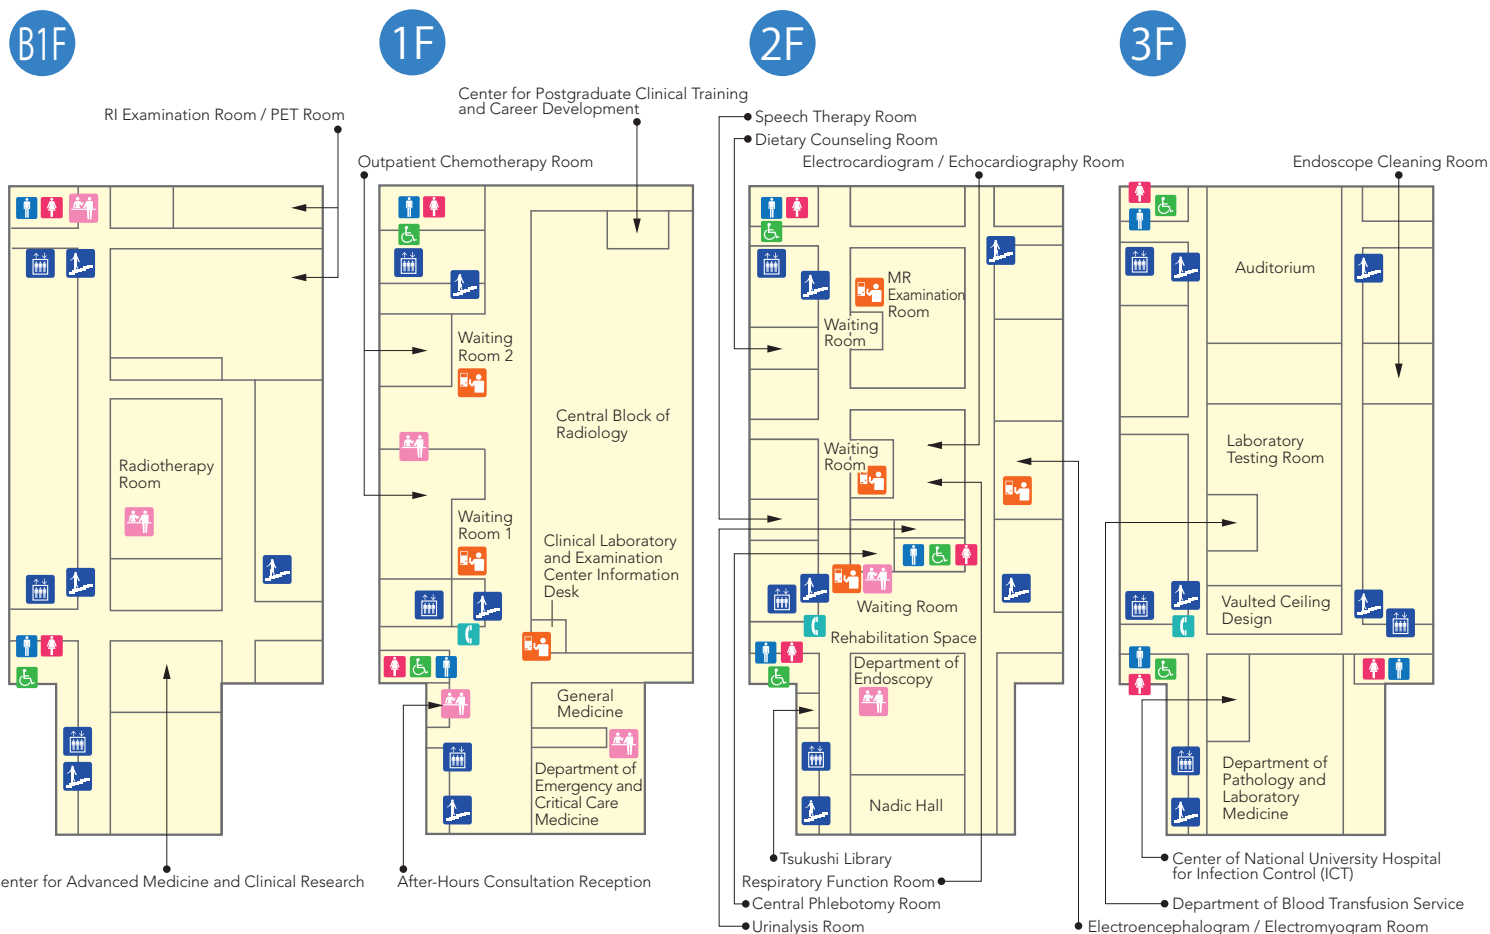 B1F
1F
2F
3F
RI Examination Room / PET Room
Radiotherapy
Room
enter for Advanced Medicine and Clinical Research
Center for Postgraduate Clinical Training
and Career Development
Outpatient Chemotherapy Room
Waiting
Room 2
Central Block of
Radiology
Waiting
Room 1
Clinical Laboratory
and Examination
Center Information
Desk
General
Medicine
Department of
Emergency and
Critical Care
Medicine
After-Hours Consultation Reception
Speech Therapy Room
Dietary Counseling Room
Electrocardiogram / Echocardiography Room
MR
Examination
Room
Waiting
Room
Waiting
Room
Waiting Room
Rehabilitation Space
Department of
Endoscopy
Nadic Hall
Tsukushi Library
Respiratory Function Room
Central Phlebotomy Room
Urinalysis Room
Endoscope Cleaning Room
Auditorium
Laboratory
Testing Room
Vaulted Ceiling
Design
Department of
Pathology and
Laboratory
Medicine
Center of National University Hospital
for Infection Control (ICT)
Department of Blood Transfusion Service
Electroencephalogram / Electromyogram Room